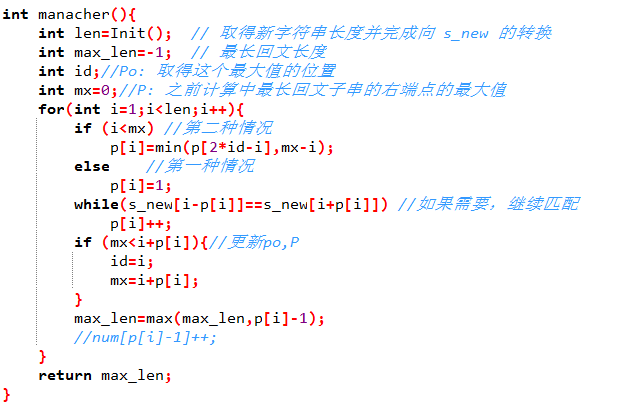 int manacher(){
    int len=Init();  // 取得新字符串长度并完成向 s_new 的转换
    int max_len=-1;  // 最长回文长度
    int id;//Po: 取得这个最大值的位置
    int mx=0;//P: 之前计算中最长回文子串的右端点的最大值
    for(int i=1;i<len;i++){
        if (i<mx) //第二种情况
            p[i]=min(p[2*id-i],mx-i);
        else    //第一种情况
            p[i]=1;
        while(s_new[i-p[i]]==s_new[i+p[i]]) //如果需要，继续匹配
            p[i]++;
        if (mx<i+p[i]){//更新po,P
            id=i;
            mx=i+p[i];
        }
        max_len=max(max_len,p[i]-1);
        //num[p[i]-1]++;
    }
    return max_len;
}